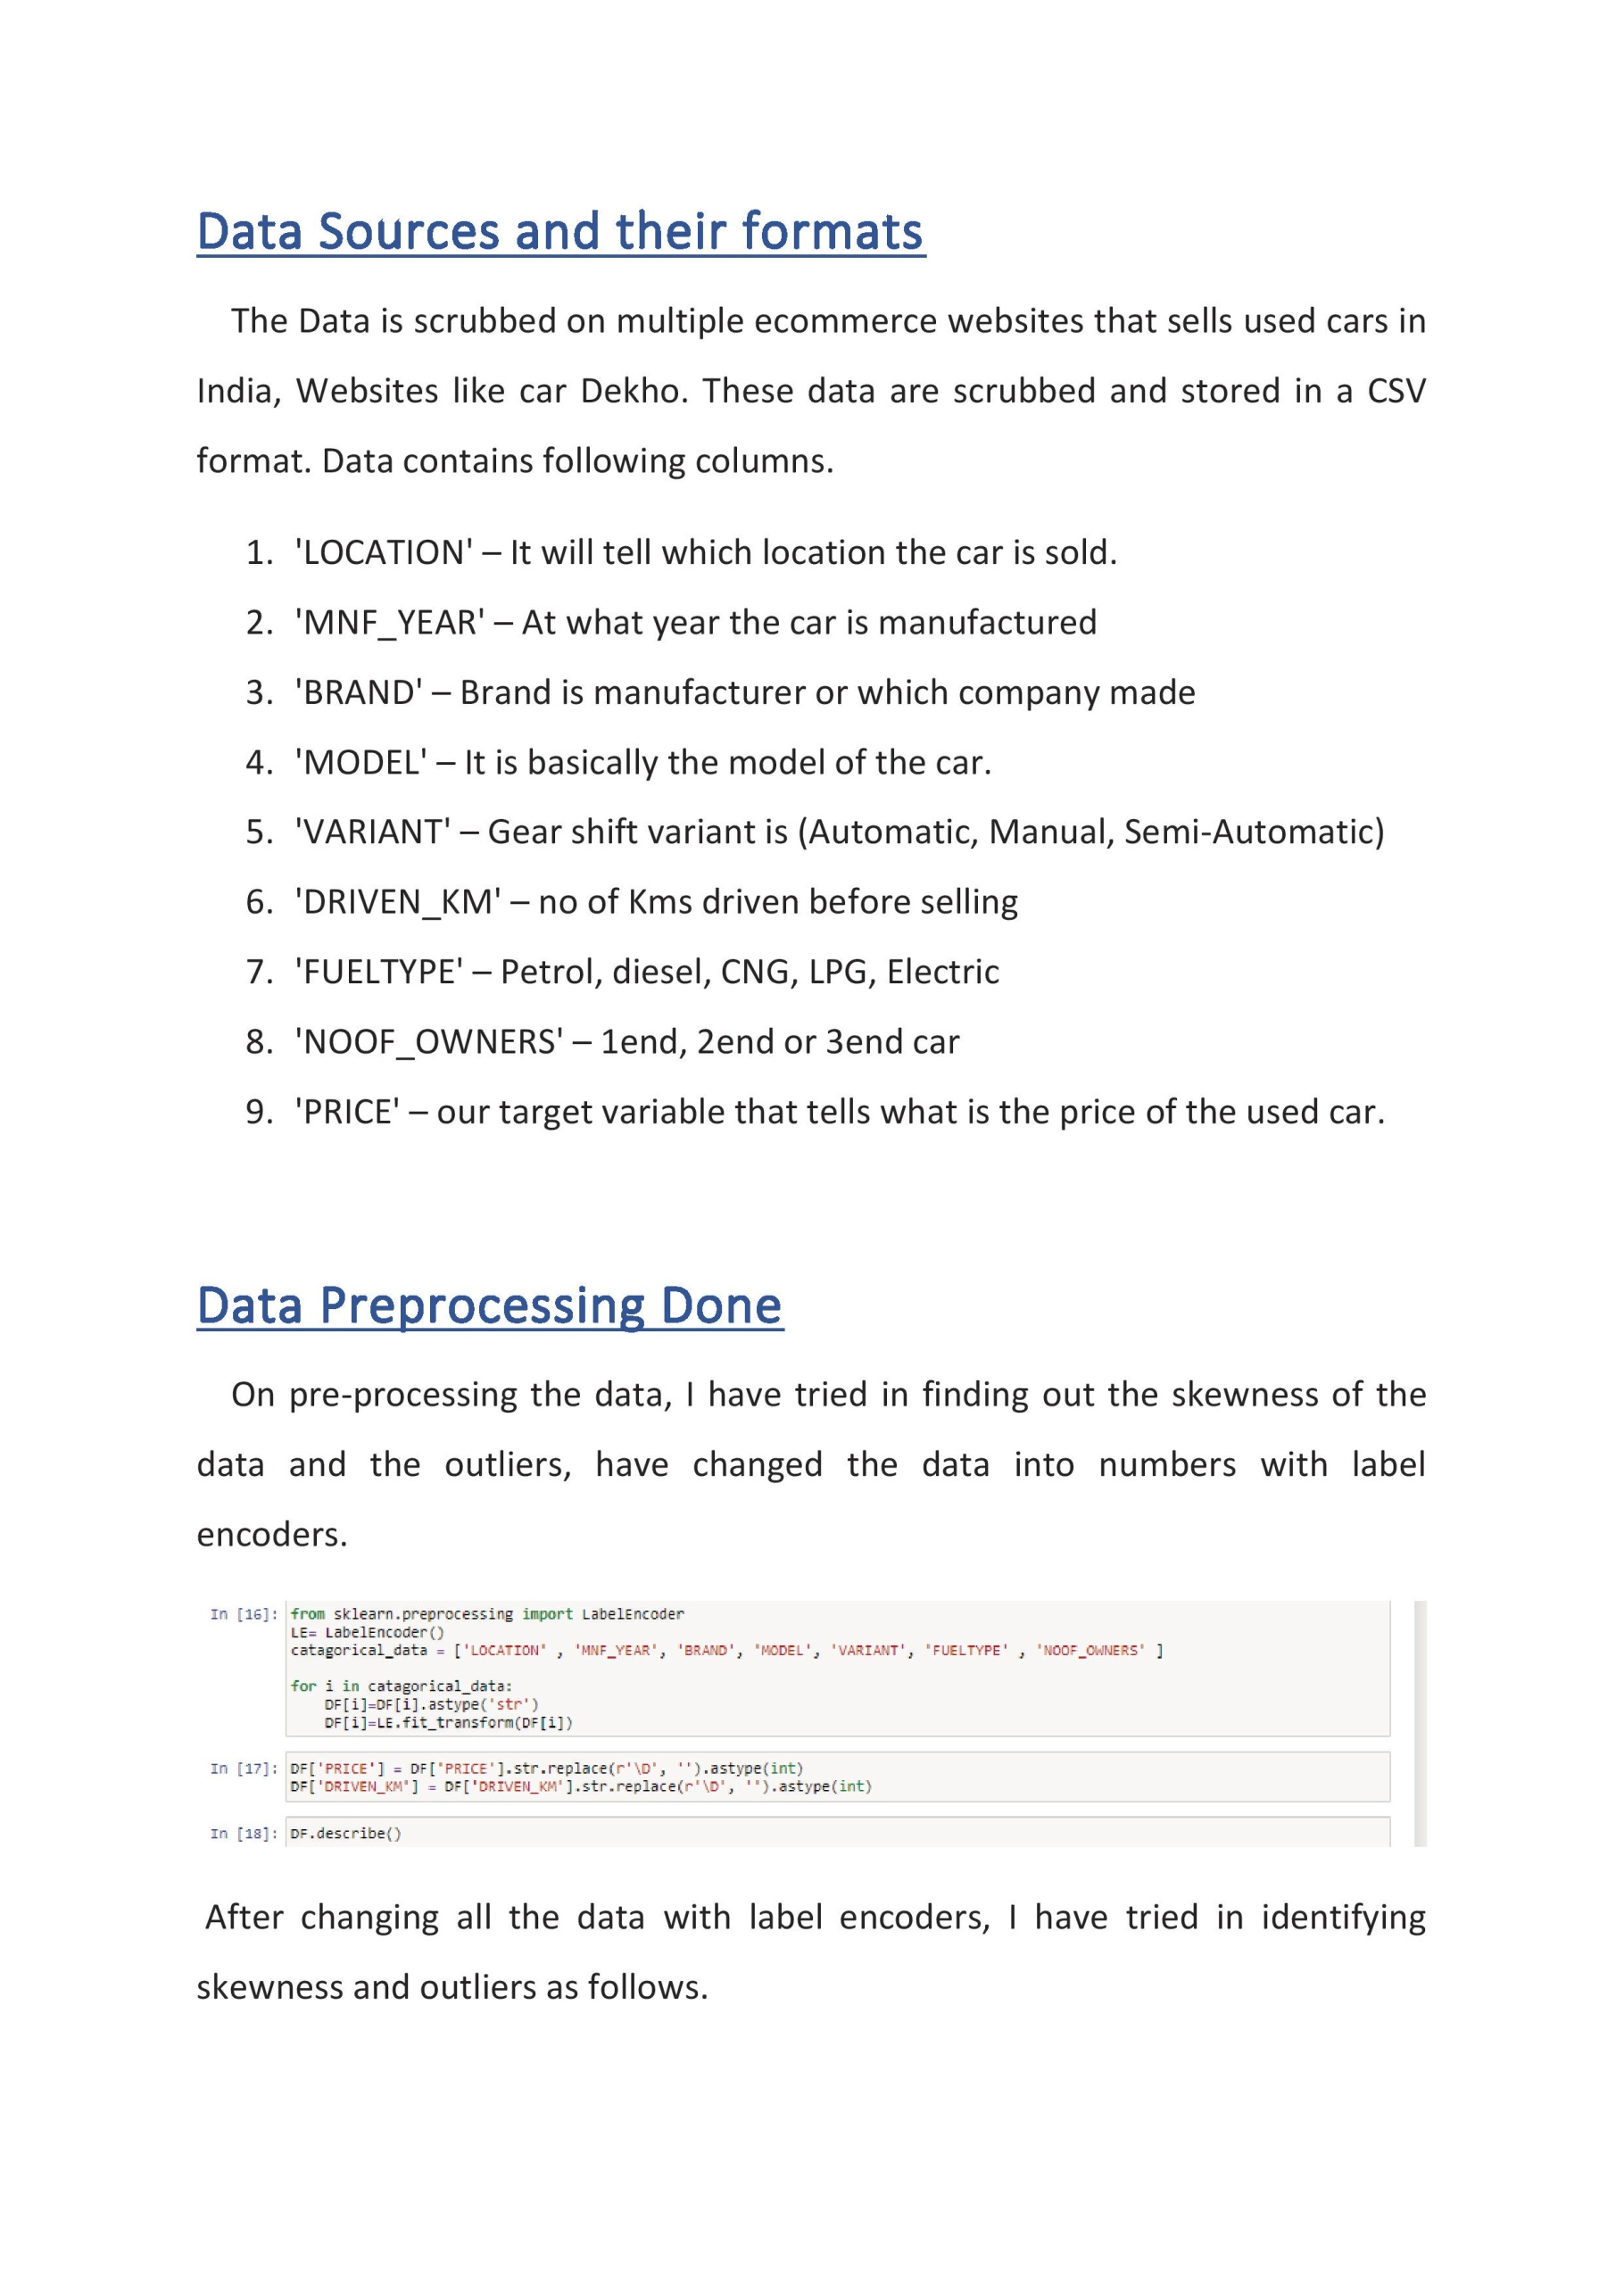 Data Sources and their formats
The Data is scrubbed on multiple ecommerce websites that sells used cars in
India, Websites like car Dekho. These data are scrubbed and stored in a CSV
format. Data contains following columns.
1. 'LOCATION' – It will tell which location the car is sold.
2. 'MNF_YEAR' – At what year the car is manufactured
3. 'BRAND' – Brand is manufacturer or which company made
4. 'MODEL' – It is basically the model of the car.
5. 'VARIANT' – Gear shift variant is (Automatic, Manual, Semi-Automatic)
6. 'DRIVEN_KM' – no of Kms driven before selling
7. 'FUELTYPE' – Petrol, diesel, CNG, LPG, Electric
8. 'NOOF_OWNERS' – 1end, 2end or 3end car
9. 'PRICE' – our target variable that tells what is the price of the used car.
Data Preprocessing Done
On pre-processing the data, I have tried in finding out the skewness of the
data and the outliers, have changed the data into numbers with label
encoders.
In [16]: from sklearn.preprocessing import LabelEncoder
LE= LabelEncoder()
catagorical_data = ['LOCATION' , 'MNF_YEAR', 'BRAND', 'MODEL', 'VARIANT', 'FUELTYPE' , 'NOOF_OWNERS' ]
for i in catagorical_data:
DF[i]=DF[i].astype('str')
DF[i]=LE.fit_transform(DF[i])
In [17]: DF['PRICE'] = DF['PRICE'].str.replace(r'\D', '').astype(int)
DF['DRIVEN_KM'] = DF['DRIVEN_KM'].str.replace(r'\D', '').astype(int)
In [18]: DF.describe()
After changing all the data with label encoders, I have tried in identifying
skewness and outliers as follows.